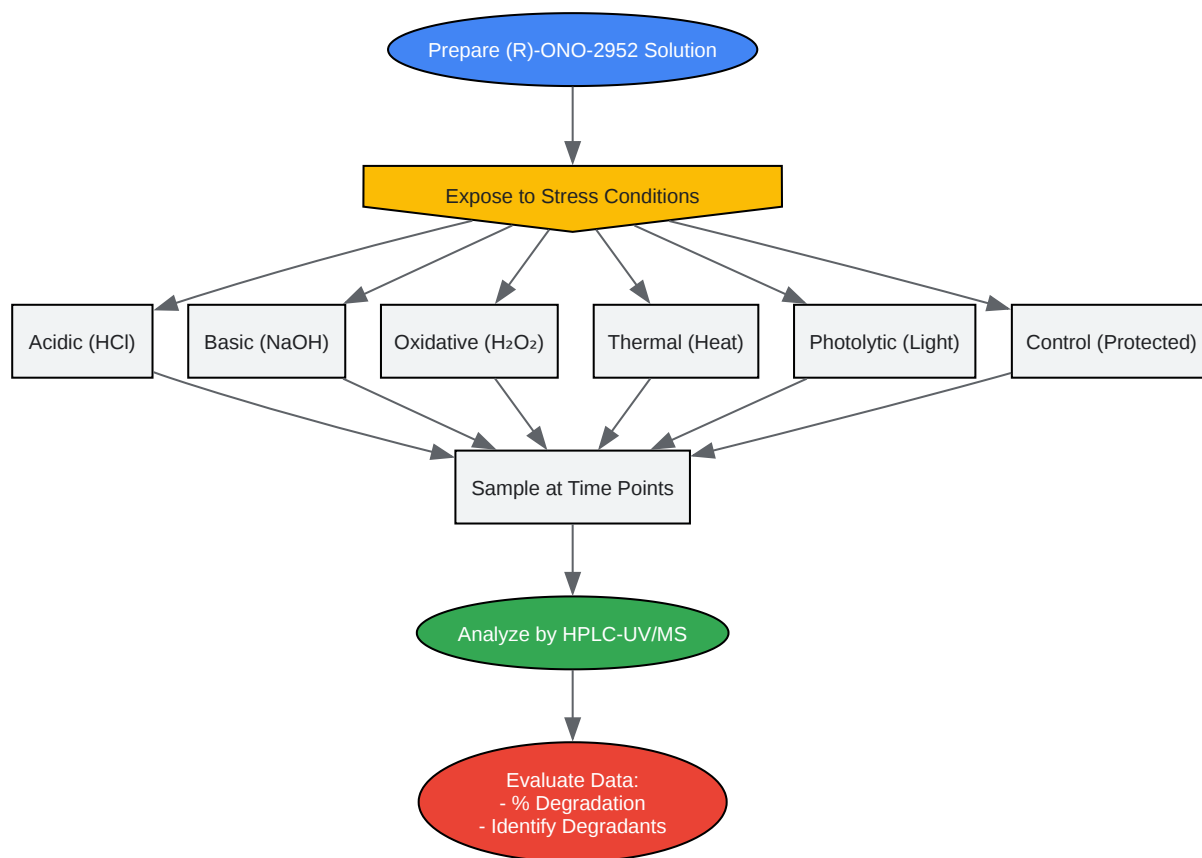 Prepare (R)-ONO-2952 Solution
Expose to Stress Conditions
Acidic (HCl)
Basic (NaOH)
Oxidative (H₂O₂)
Thermal (Heat)
Photolytic (Light)
Control (Protected)
Sample at Time Points
Analyze by HPLC-UV/MS
Evaluate Data:
- % Degradation
- Identify Degradants